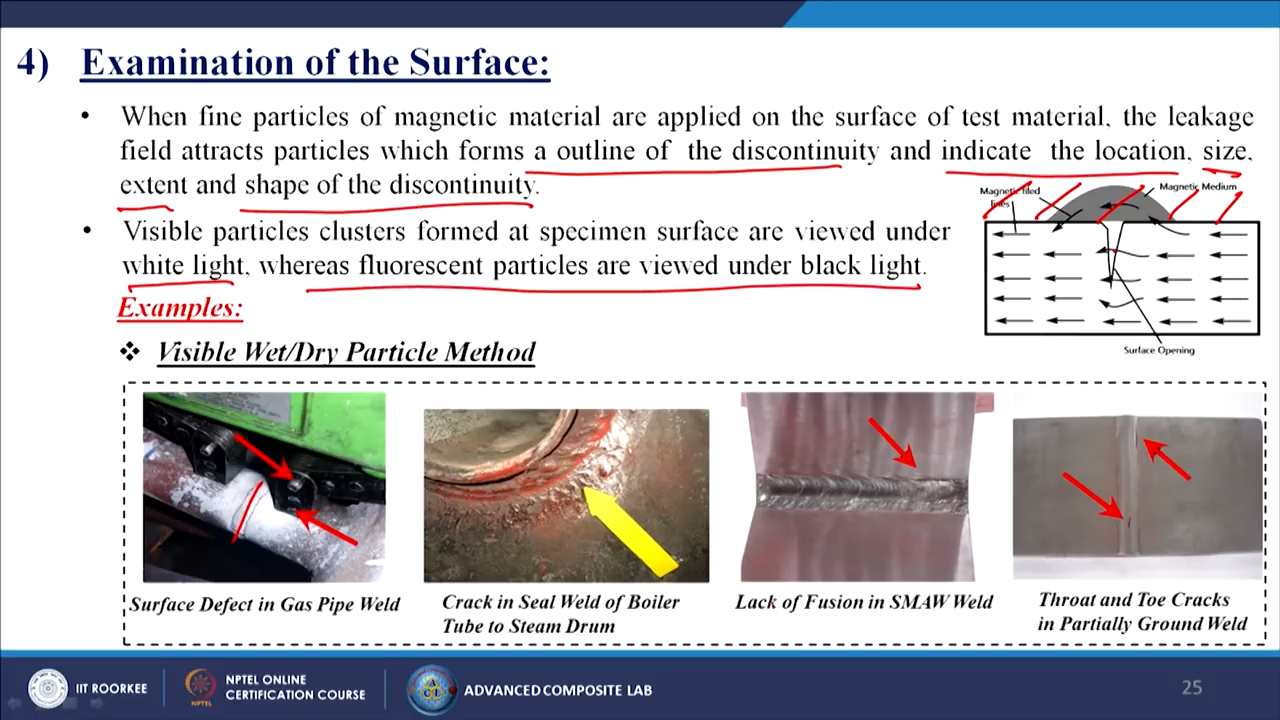 4) Examination of the Surface:
• When fine particles of magnetic material are applied on the surface of test material, the leakage
field attracts particles which forms a outline of the discontinuity and indicate the location, size,
extent and shape of the discontinuity.
Magnetic filed
lines
Magnetic Medium
• Visible particles clusters formed at specimen surface are viewed under
white light, whereas fluorescent particles are viewed under black light.
Surface Opening
Examples:
❖ Visible Wet/Dry Particle Method
Surface Defect in Gas Pipe Weld
Crack in Seal Weld of Boiler
Tube to Steam Drum
Lack of Fusion in SMAW Weld
Throat and Toe Cracks
in Partially Ground Weld
IIT ROORKEE
NPTEL
NPTEL ONLINE
CERTIFICATION COURSE
ACL
ADVANCED COMPOSITE LAB
25